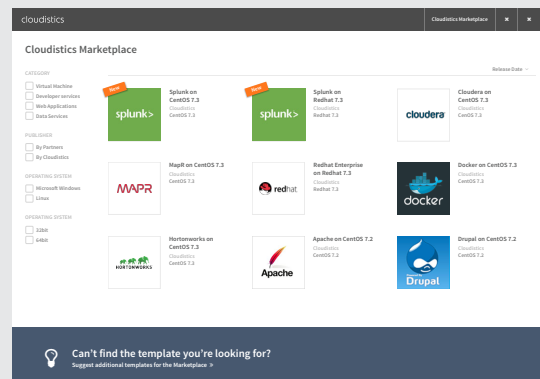 cloudistics
Cloudistics Marketplace
Cloudistics Marketplace
Release Date
CATEGORY
Virtual Machine
Developer services
Web Applications
Data Services
PUBLISHER
By Partners
By Cloudistics
OPERATING SYSTEM
Microsoft Windows
Linux
OPERATING SYSTEM
32bit
64bit
New
splunk>
Splunk on
CentOS 7.3
Cloudistics
CentOS 7.3
New
splunk>
Splunk on
Redhat 7.3
Cloudistics
Redhat 7.3
cloudera
Cloudera on
CentOS 7.3
Cloudistics
CentOS 7.3
MAPR
MapR on CentOS 7.3
Cloudistics
CentOS 7.3
redhat
Redhat Enterprise
on Redhat 7.3
Cloudistics
Redhat 7.3
docker
Docker on CentOS 7.3
Cloudistics
CentOS 7.3
HORTONWORKS
Hortonworks on
CentOS 7.3
Cloudistics
CentOS 7.3
Apache
Apache on CentOS 7.2
Cloudistics
CentOS 7.3
Drupal
Drupal on CentOS 7.2
Cloudistics
CentOS 7.3
Can't find the template you're looking for?
Suggest additional templates for the Marketplace »